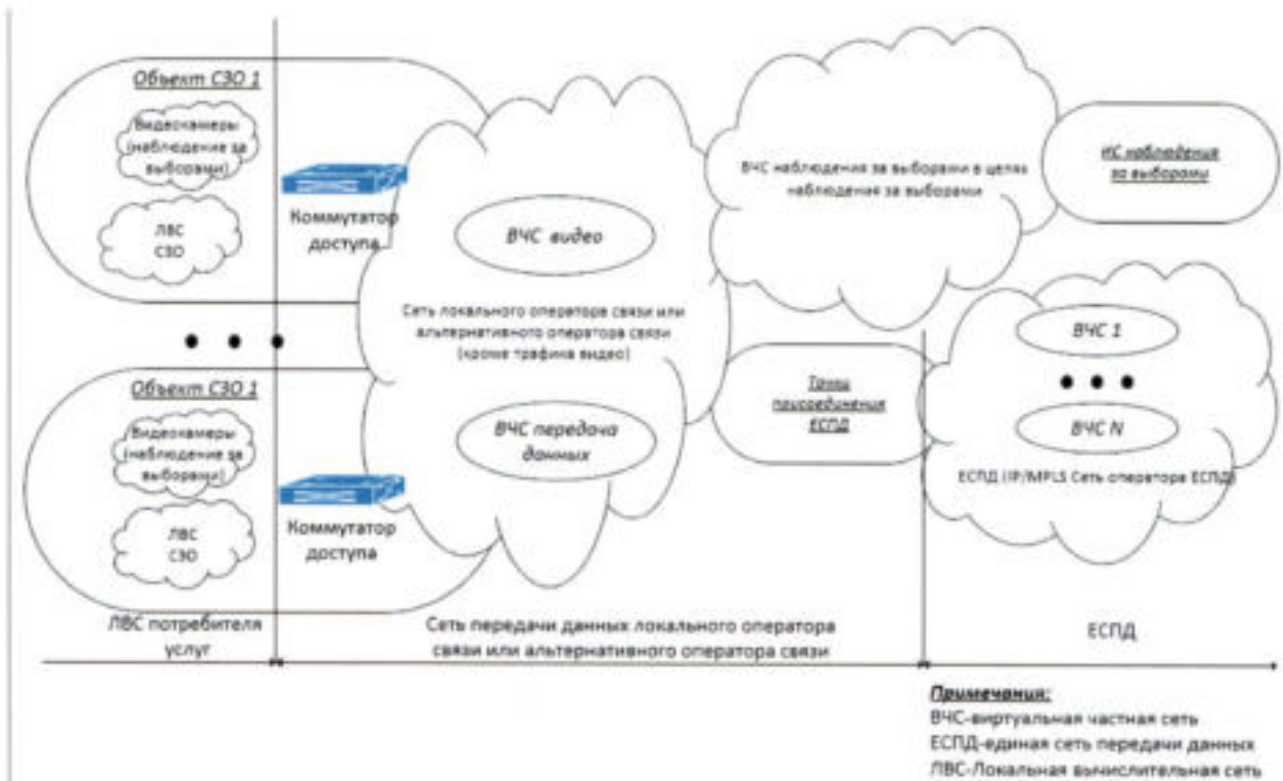 Объект СЗО 1
Видеокамеры
(наблюдение за
выборами)
ЛВС
СЗО
Коммутатор
доступа
ВЧС видео
Сеть локального оператора связи или
альтернативного оператора связи
(кроме трафика видео)
ВЧС передача
данных
ВЧС наблюдения за выборами в целях
наблюдения за выборами
ИС наблюдения
за выборами
Точки
присоединения
ЕСПД
ВЧС 1
ВЧС N
ЕСПД (IP/MPLS Сеть оператора ЕСПД)
Объект СЗО 1
Видеокамеры
(наблюдение за
выборами)
ЛВС
СЗО
Коммутатор
доступа
ЛВС потребителя
услуг
Сеть передачи данных локального оператора
связи или альтернативного оператора связи
ЕСПД
Примечания:
ВЧС-виртуальная частная сеть
ЕСПД-единая сеть передачи данных
ЛВС-Локальная вычислительная сеть